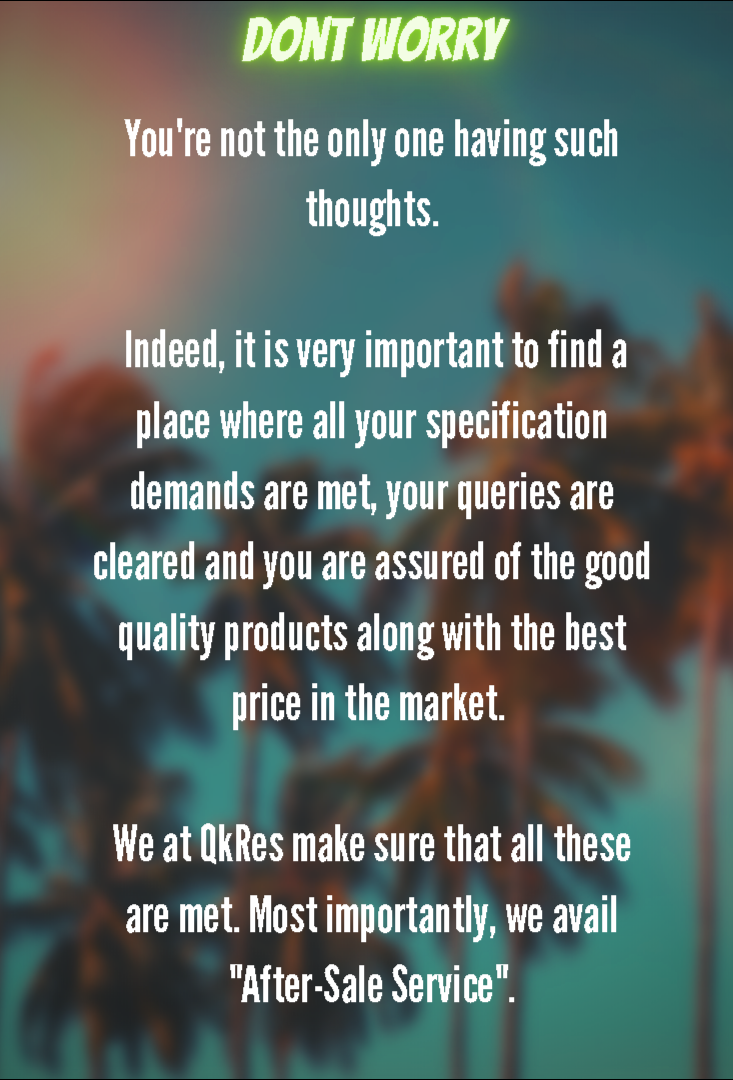 DONT WORRY
You're not the only one having such
thoughts.
Indeed, it is very important to find a
place where all your specification
demands are met, your queries are
cleared and you are assured of the good
quality products along with the best
price in the market.
We at QkRes make sure that all these
are met. Most importantly, we avail
"After-Sale Service".